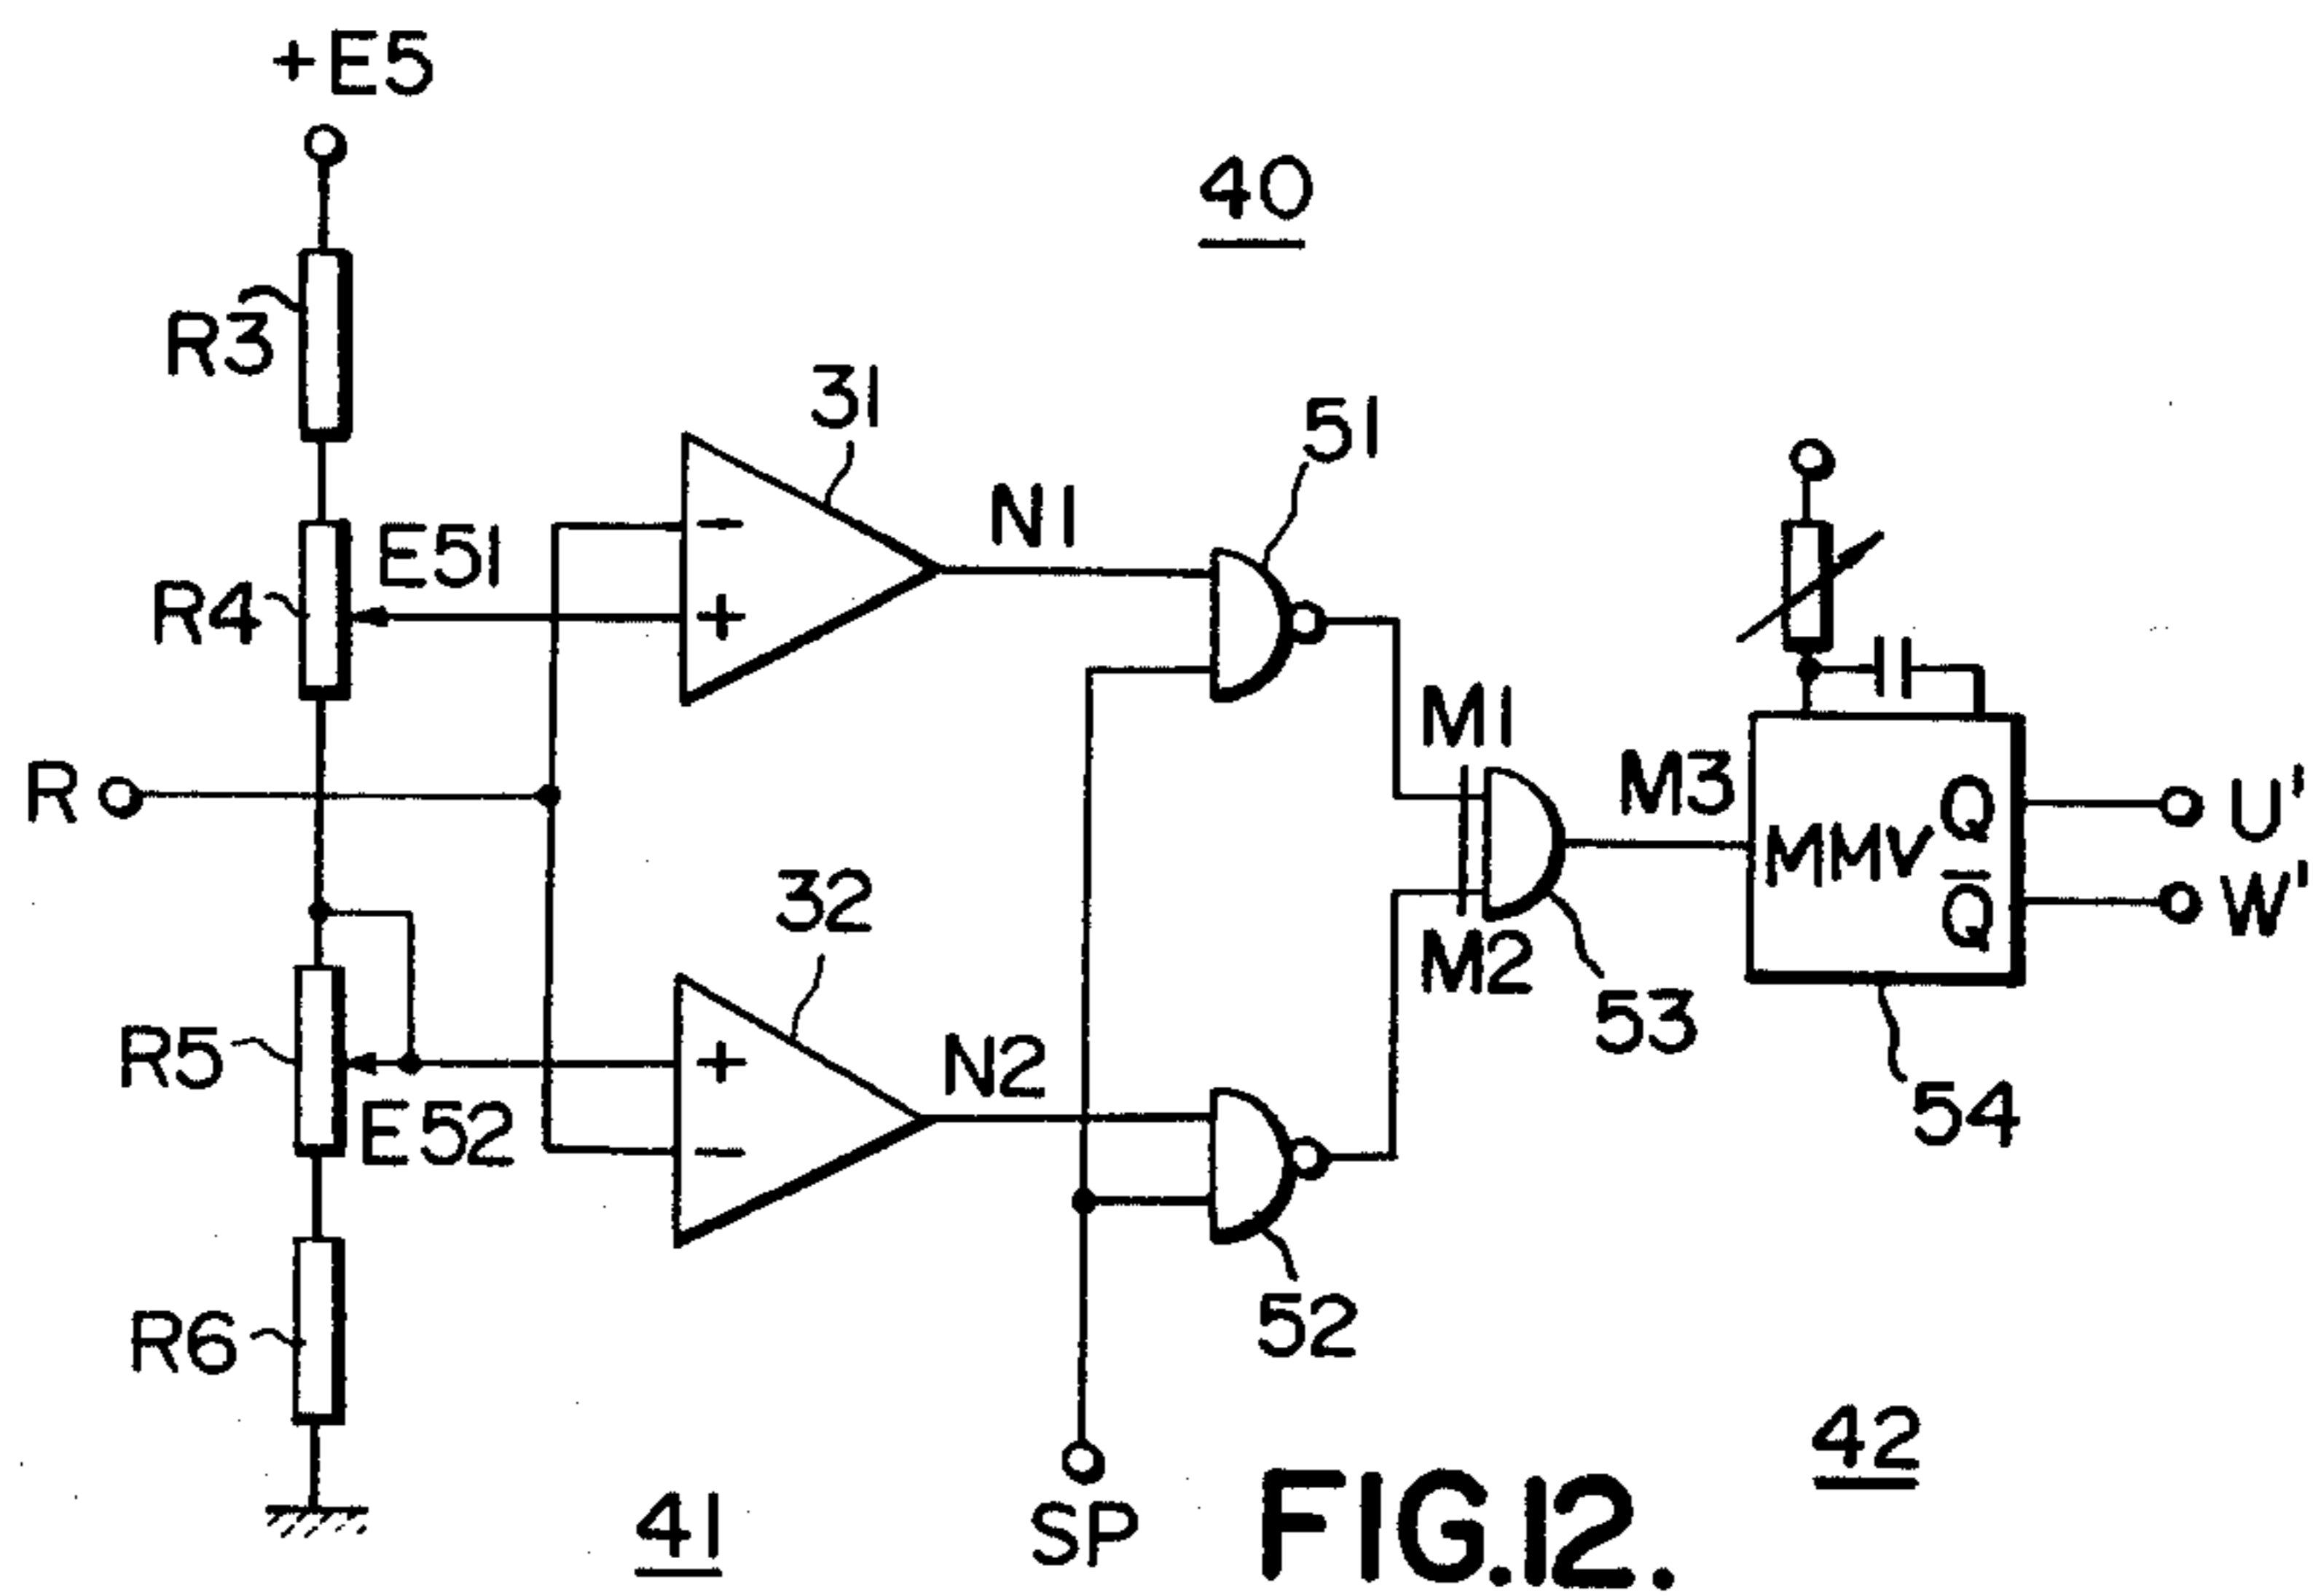 +E5
40
R3
31
51
N1
E51
R4
M1
R
M3
Q
U'
MMV
Q̅
W'
32
M2
53
R5
N2
E52
54
52
R6
42
41
SP
FIG.12.